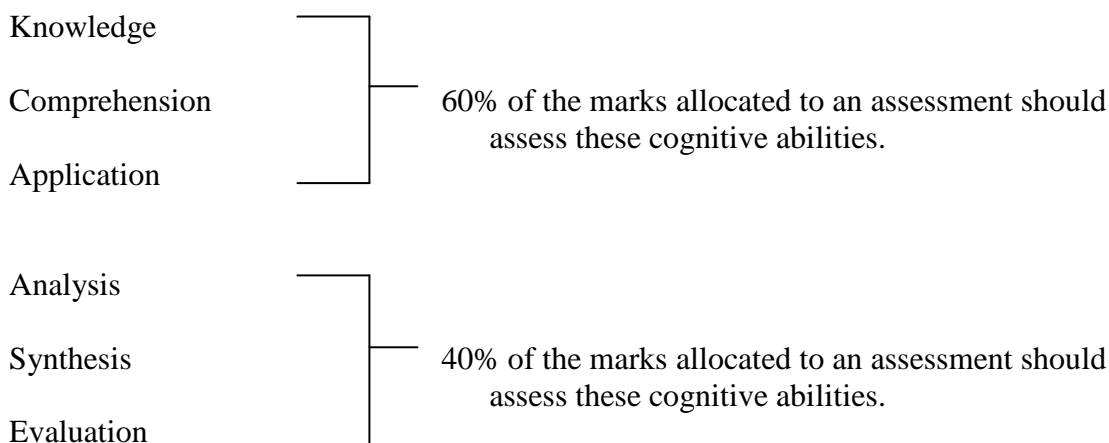 Knowledge
Comprehension
60% of the marks allocated to an assessment should
assess these cognitive abilities.
Application
Analysis
Synthesis
40% of the marks allocated to an assessment should
assess these cognitive abilities.
Evaluation